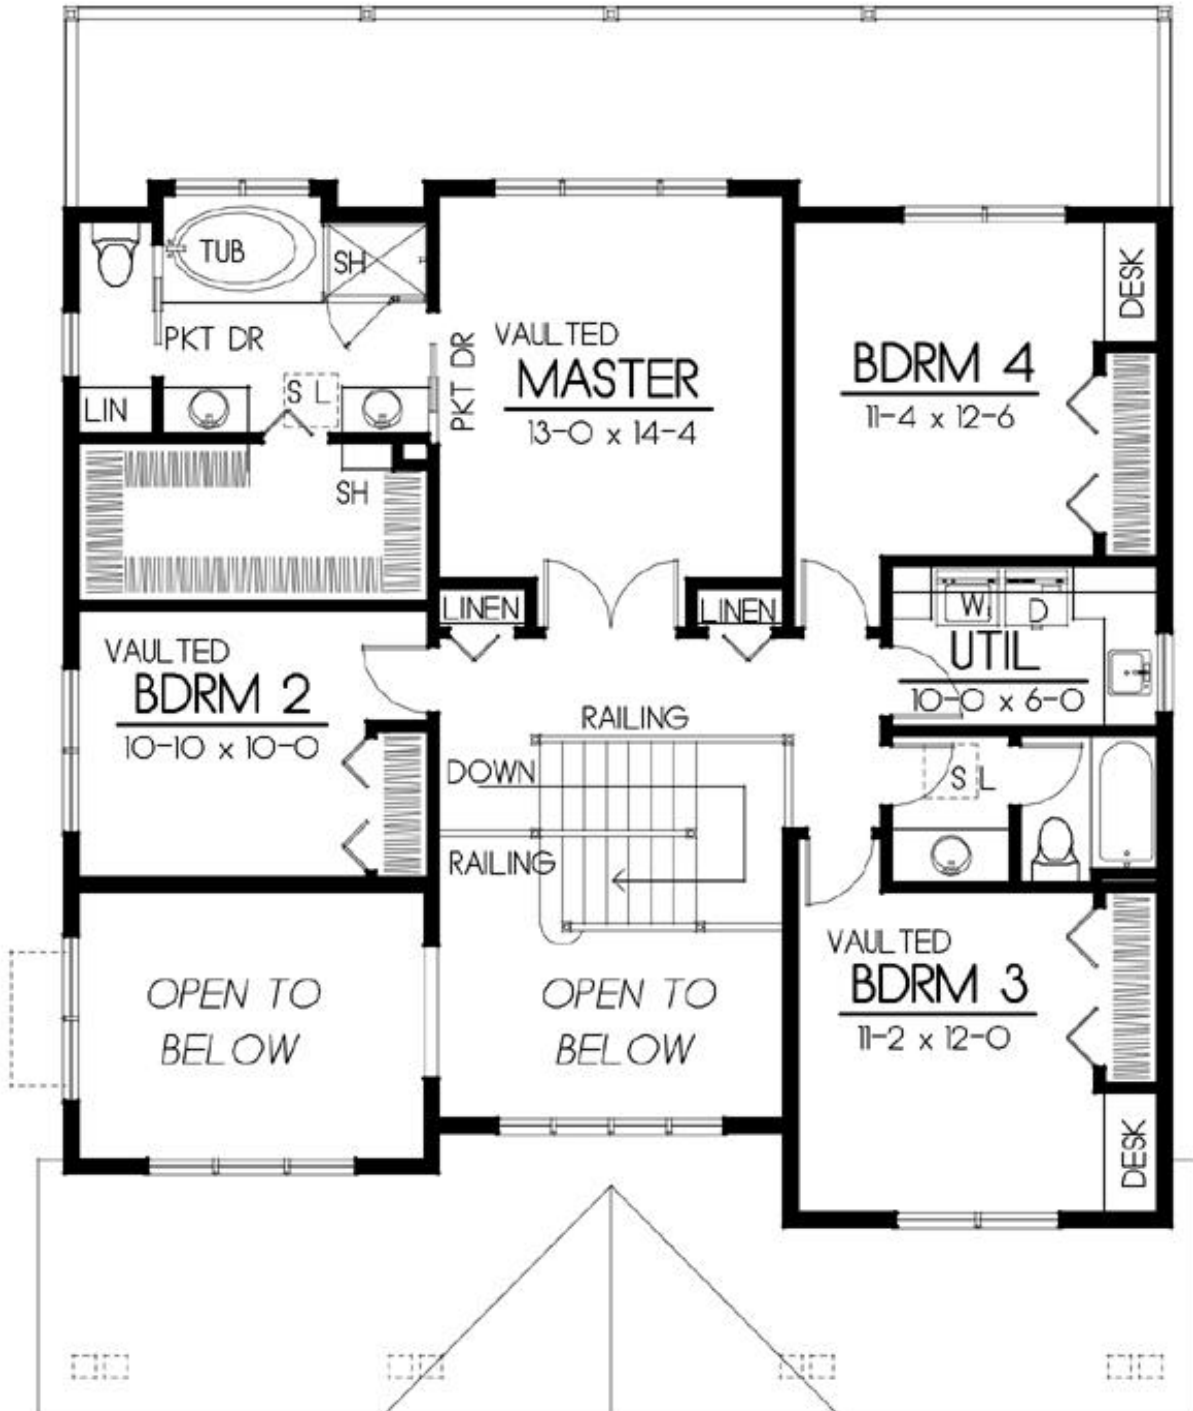 TUB
SH
PKT DR
LIN
S L
PKT DR
SH
VAULTED
MASTER
13-0 x 14-4
BDRM 4
11-4 x 12-6
DESK
LINEN
LINEN
W
D
UTIL
10-0 x 6-0
VAULTED
BDRM 2
10-10 x 10-0
RAILING
DOWN
RAILING
S L
OPEN TO
BELOW
OPEN TO
BELOW
VAULTED
BDRM 3
11-2 x 12-0
DESK